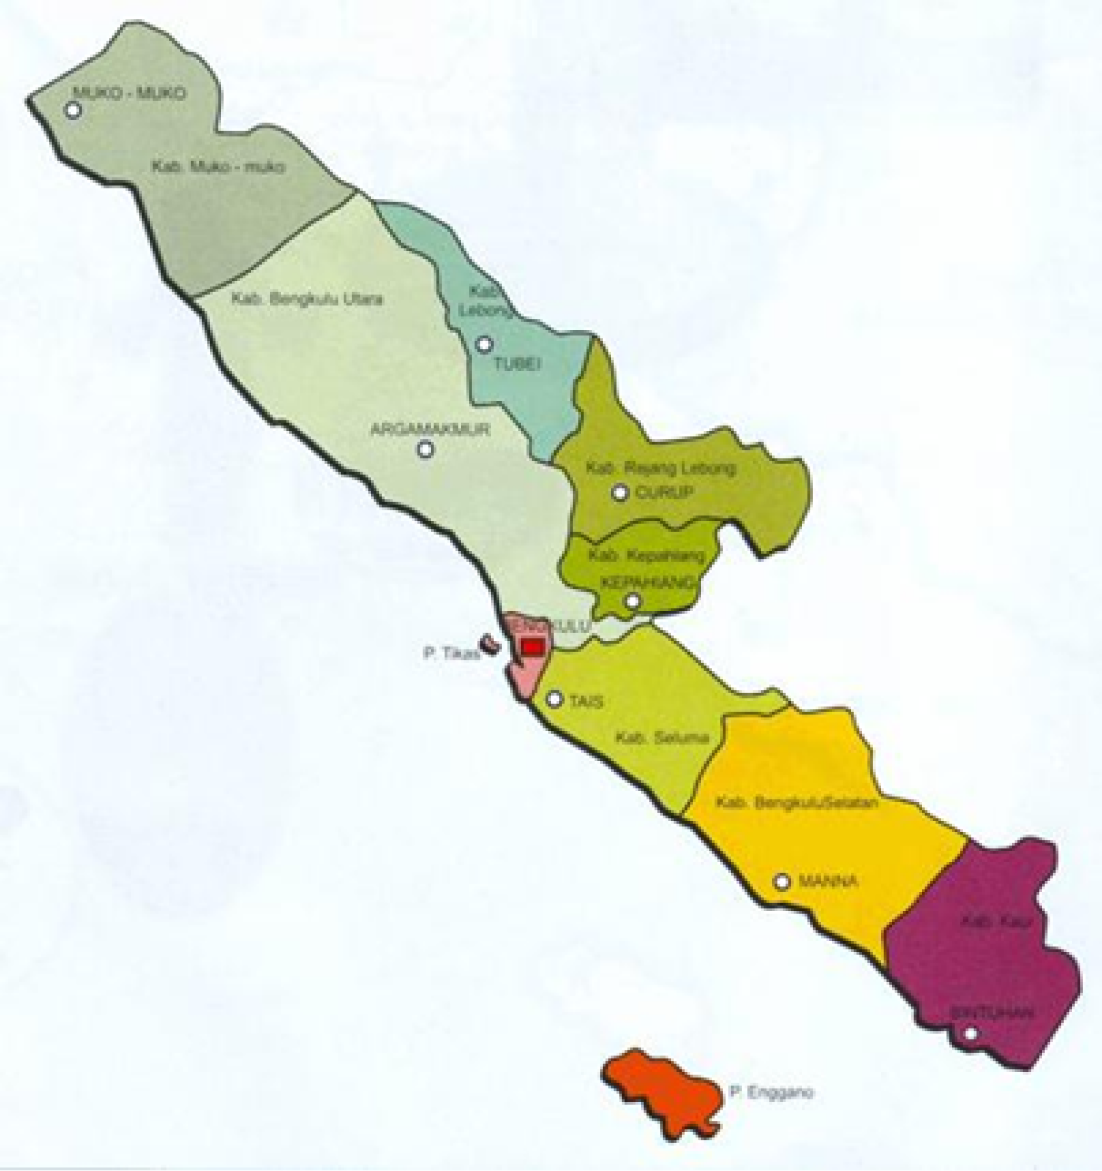 MUKO - MUKO
Kab. Muko - muko
Kab. Bengkulu Utara
Kab.
Lebong
TUBEI
ARGAMAKMUR
Kab. Rejang Lebong
CURUP
Kab. Kepahiang
KEPAHIANG
BENGKULU
P. Tikas
TAIS
Kab. Seluma
Kab. BengkuluSelatan
MANNA
Kab. Kaur
BINTUHAN
P. Enggano